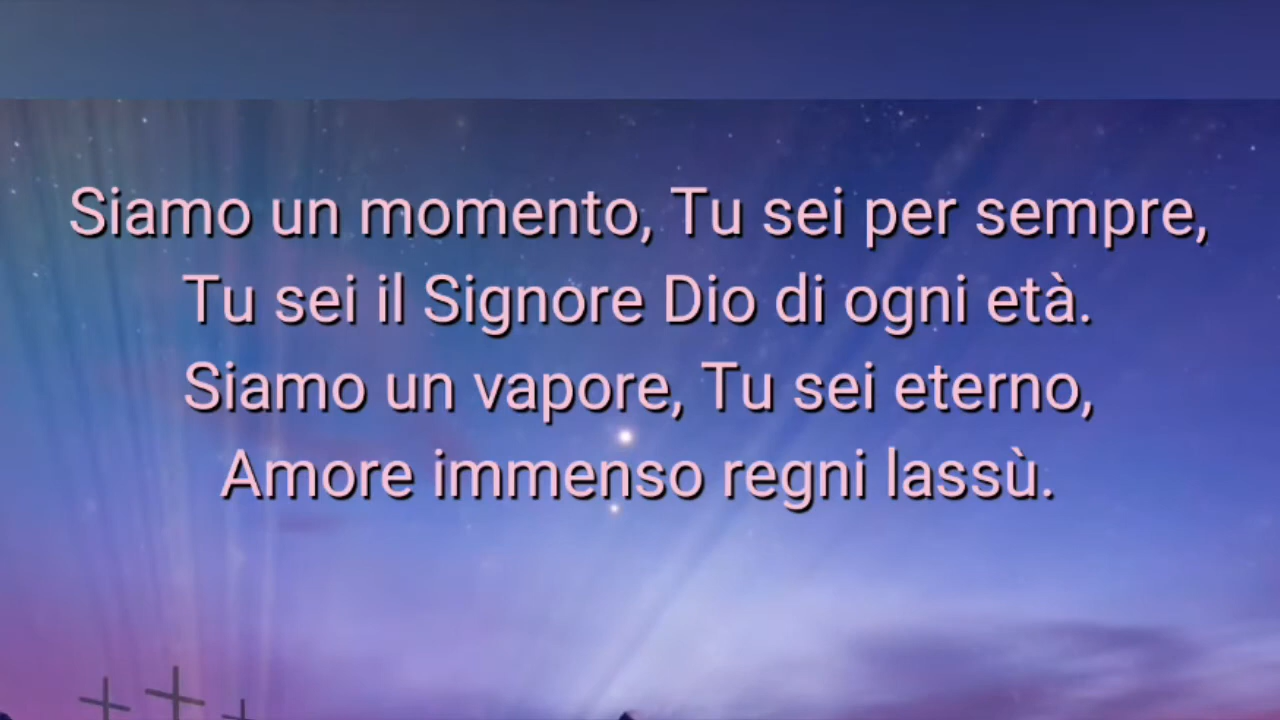 Siamo un momento, Tu sei per sempre,
Tu sei il Signore Dio di ogni età.
Siamo un vapore, Tu sei eterno,
Amore immenso regni lassù.